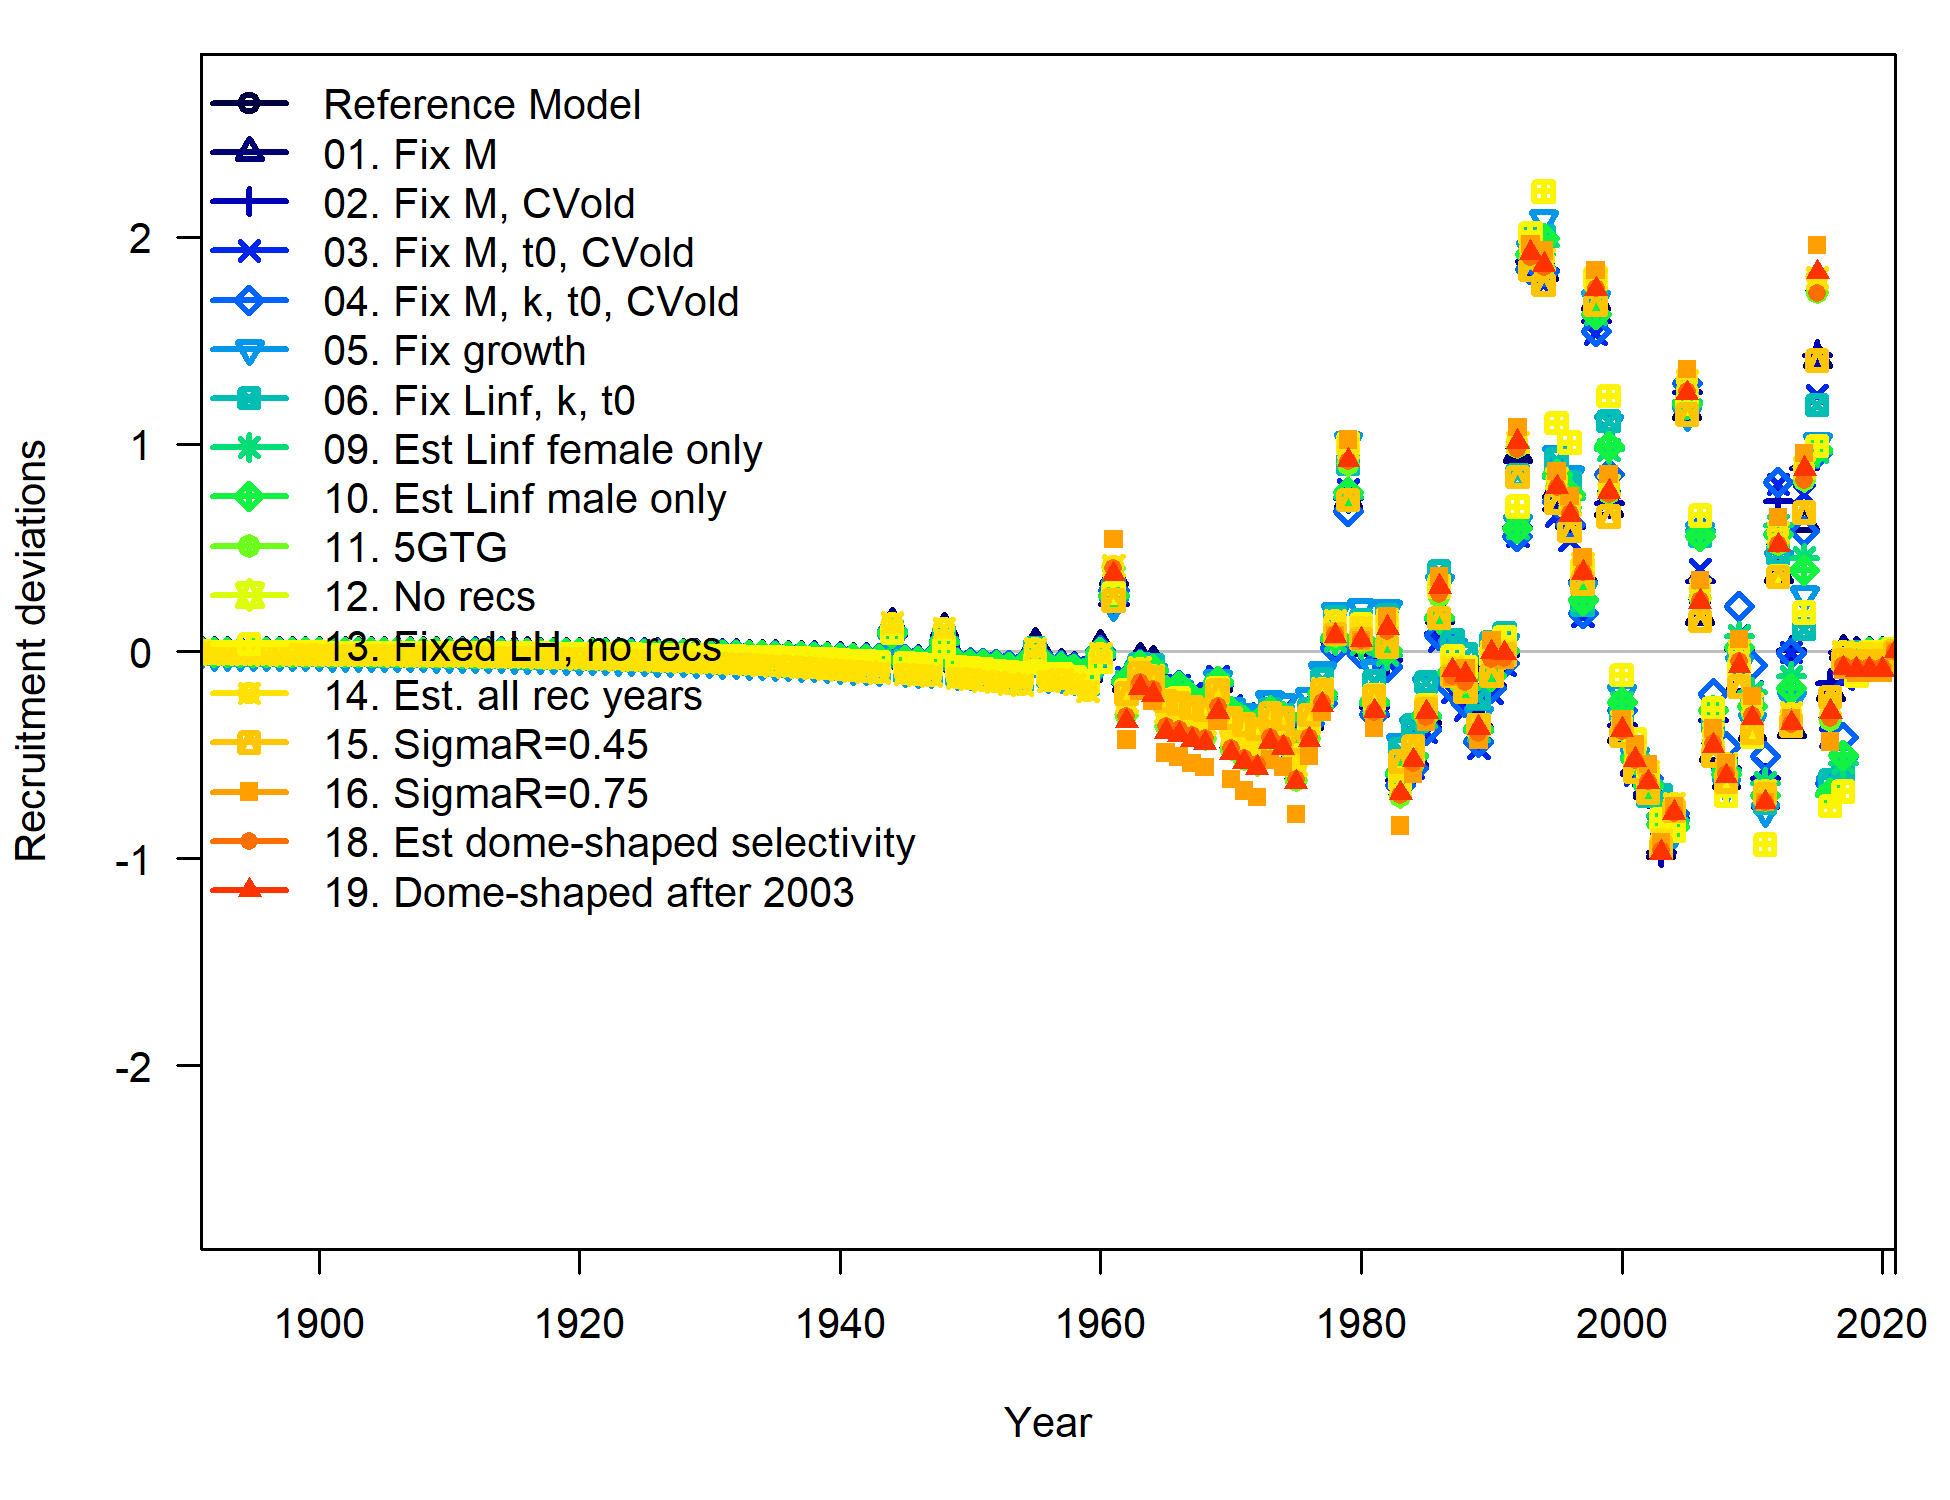 Reference Model
01. Fix M
02. Fix M, CVold
03. Fix M, t0, CVold
04. Fix M, k, t0, CVold
05. Fix growth
06. Fix Linf, k, t0
09. Est Linf female only
10. Est Linf male only
11. 5GTG
12. No recs
13. Fixed LH, no recs
14. Est. all rec years
15. SigmaR=0.45
16. SigmaR=0.75
18. Est dome-shaped selectivity
19. Dome-shaped after 2003
Recruitment deviations
2
1
0
-1
-2
1900 1920 1940 1960 1980 2000 2020
Year